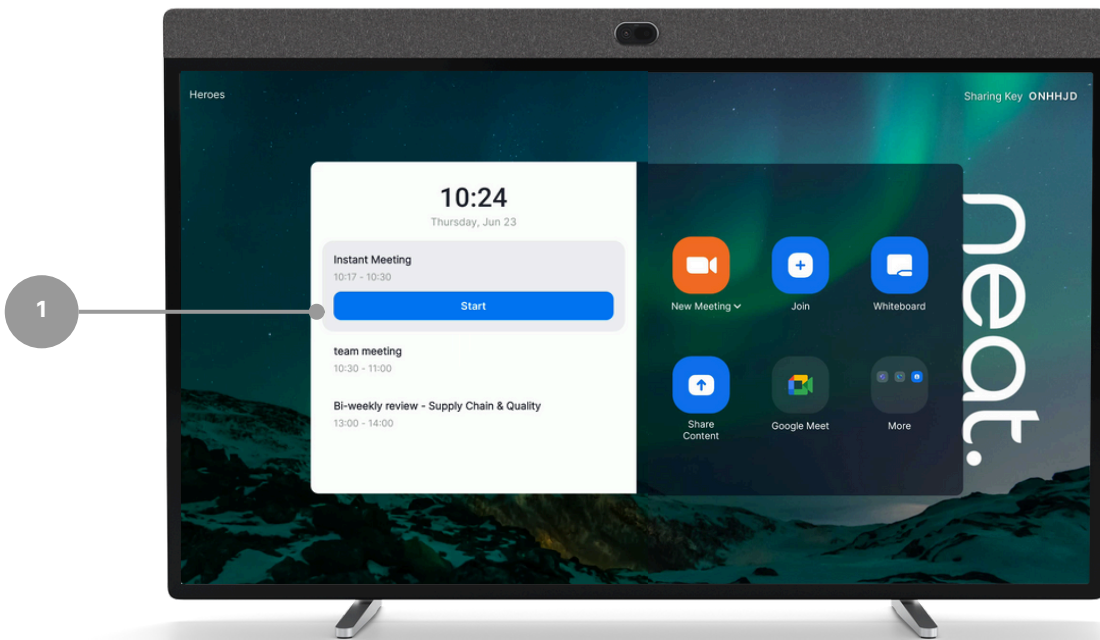 Heroes
Sharing Key ONHHJD
10:24
Thursday, Jun 23
Instant Meeting
10:17 - 10:30
Start
team meeting
10:30 - 11:00
Bi-weekly review - Supply Chain & Quality
13:00 - 14:00
New Meeting
Join
Whiteboard
Share
Content
Google Meet
More
neat.
1